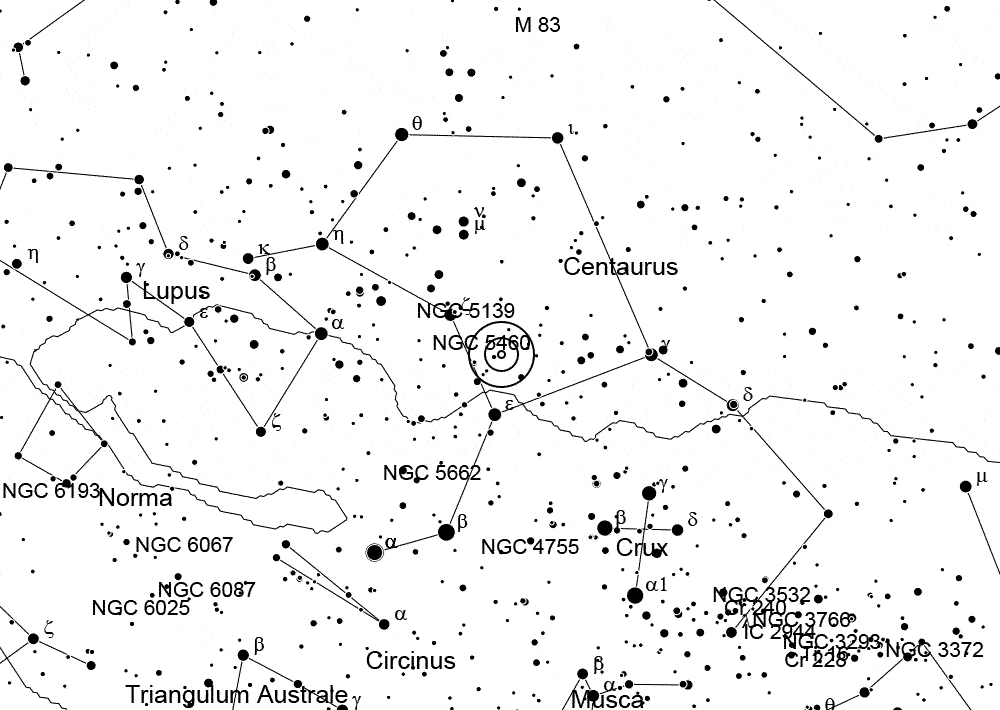 M 83
θ
ι
ν
μ
η
κ
δ
β
η
γ
Centaurus
Lupus
ζ
NGC 5139
ε
α
NGC 5460
γ
δ
ε
ζ
NGC 5662
μ
γ
NGC 6193
Norma
β
β
δ
α
NGC 4755
Crux
NGC 6067
α1
NGC 6087
NGC 3532
NGC 6025
Cr 240
α
λ
NGC 3766
IC 2944
ζ
NGC 3293
β
NGC 3372
Circinus
Cr 228
β
α
Triangulum Australe
γ
Musca
θ